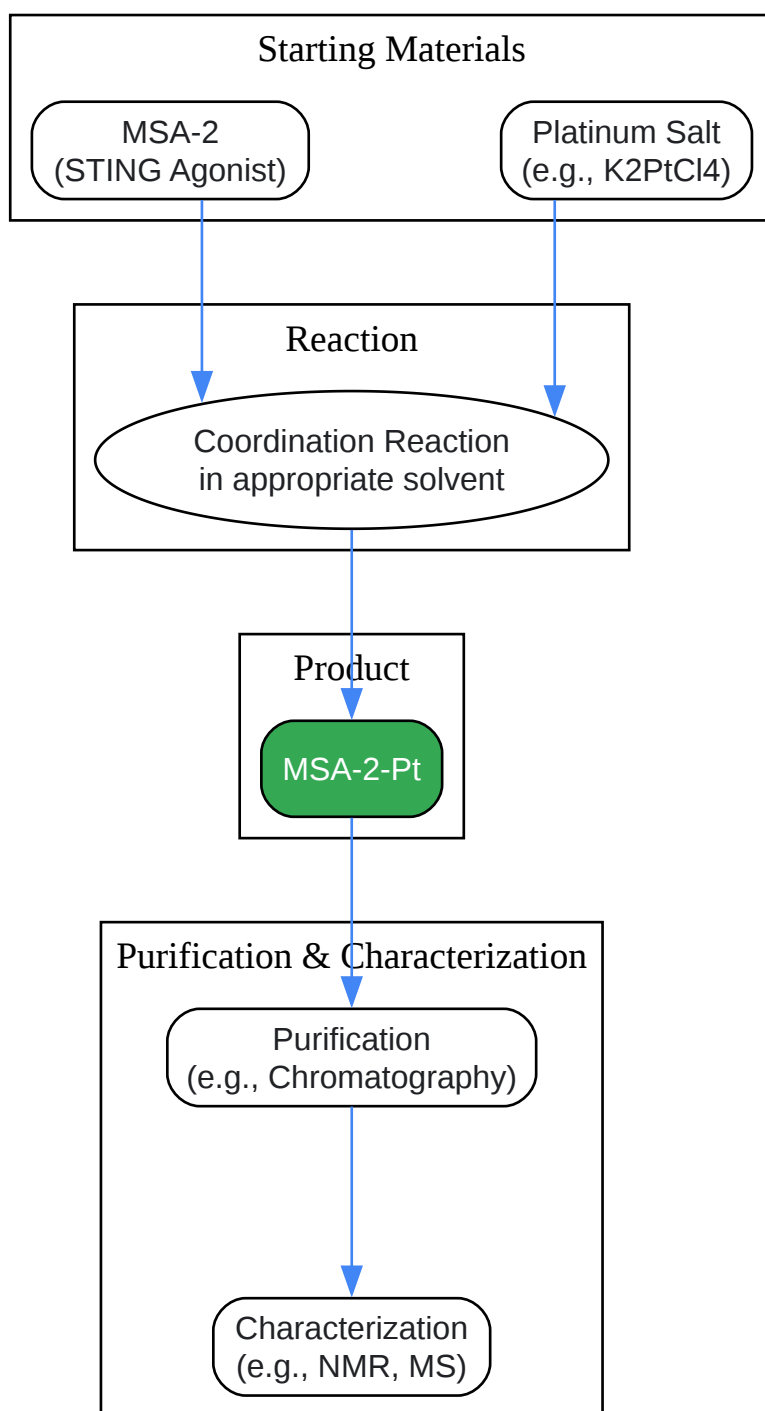 Starting Materials
MSA-2
(STING Agonist)
Platinum Salt
(e.g., K2PtCl4)
Reaction
Coordination Reaction
in appropriate solvent
Product
MSA-2-Pt
Purification & Characterization
Purification
(e.g., Chromatography)
Characterization
(e.g., NMR, MS)